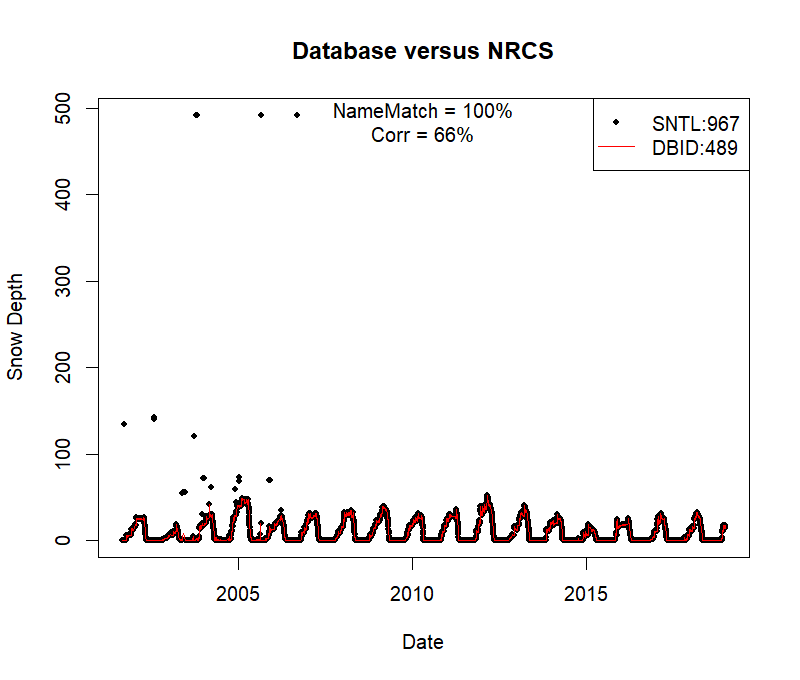 Database versus NRCS
NameMatch = 100%
Corr = 66%
SNTL:967
DBID:489
Snow Depth
500
400
300
200
100
0
2005
2010
2015
Date